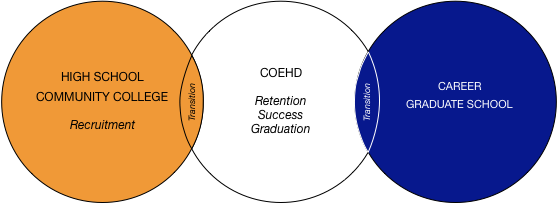 HIGH SCHOOL
COMMUNITY COLLEGE
Recruitment
Transition
COEHD
Retention
Success
Graduation
Transition
CAREER
GRADUATE SCHOOL